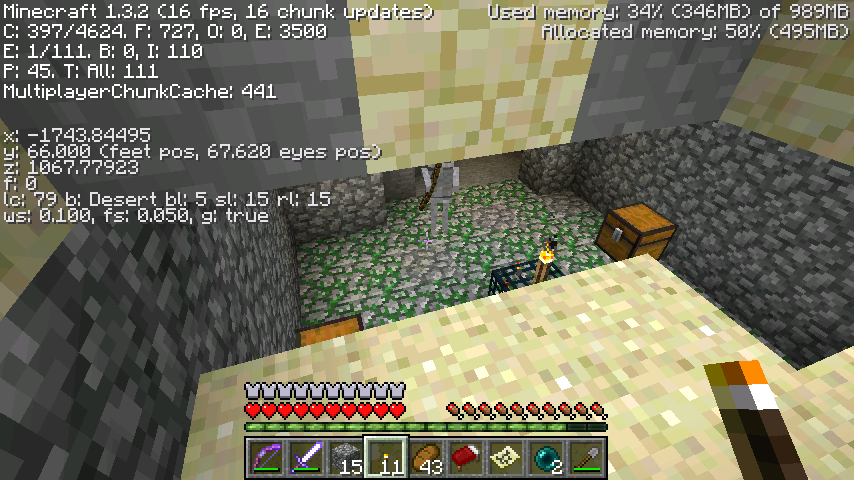 Minecraft 1.3.2 (16 fps, 16 chunk updates)
C: 397/4624, F: 727, O: 0, E: 3500
E: 1/111, B: 0, I: 110
P: 45, T: All: 111
MultiplayerChunkCache: 441
x: -1743.84495
y: 66.000 (feet pos, 67.620 eyes pos)
z: 1067.77923
f: 0
lc: 79 b: Desert bl: 5 sl: 15 rl: 15
ws: 0.100, fs: 0.050, g: true
Used memory: 34% (346MB) of 989MB
Allocated memory: 50% (495MB)
15
11
43
2